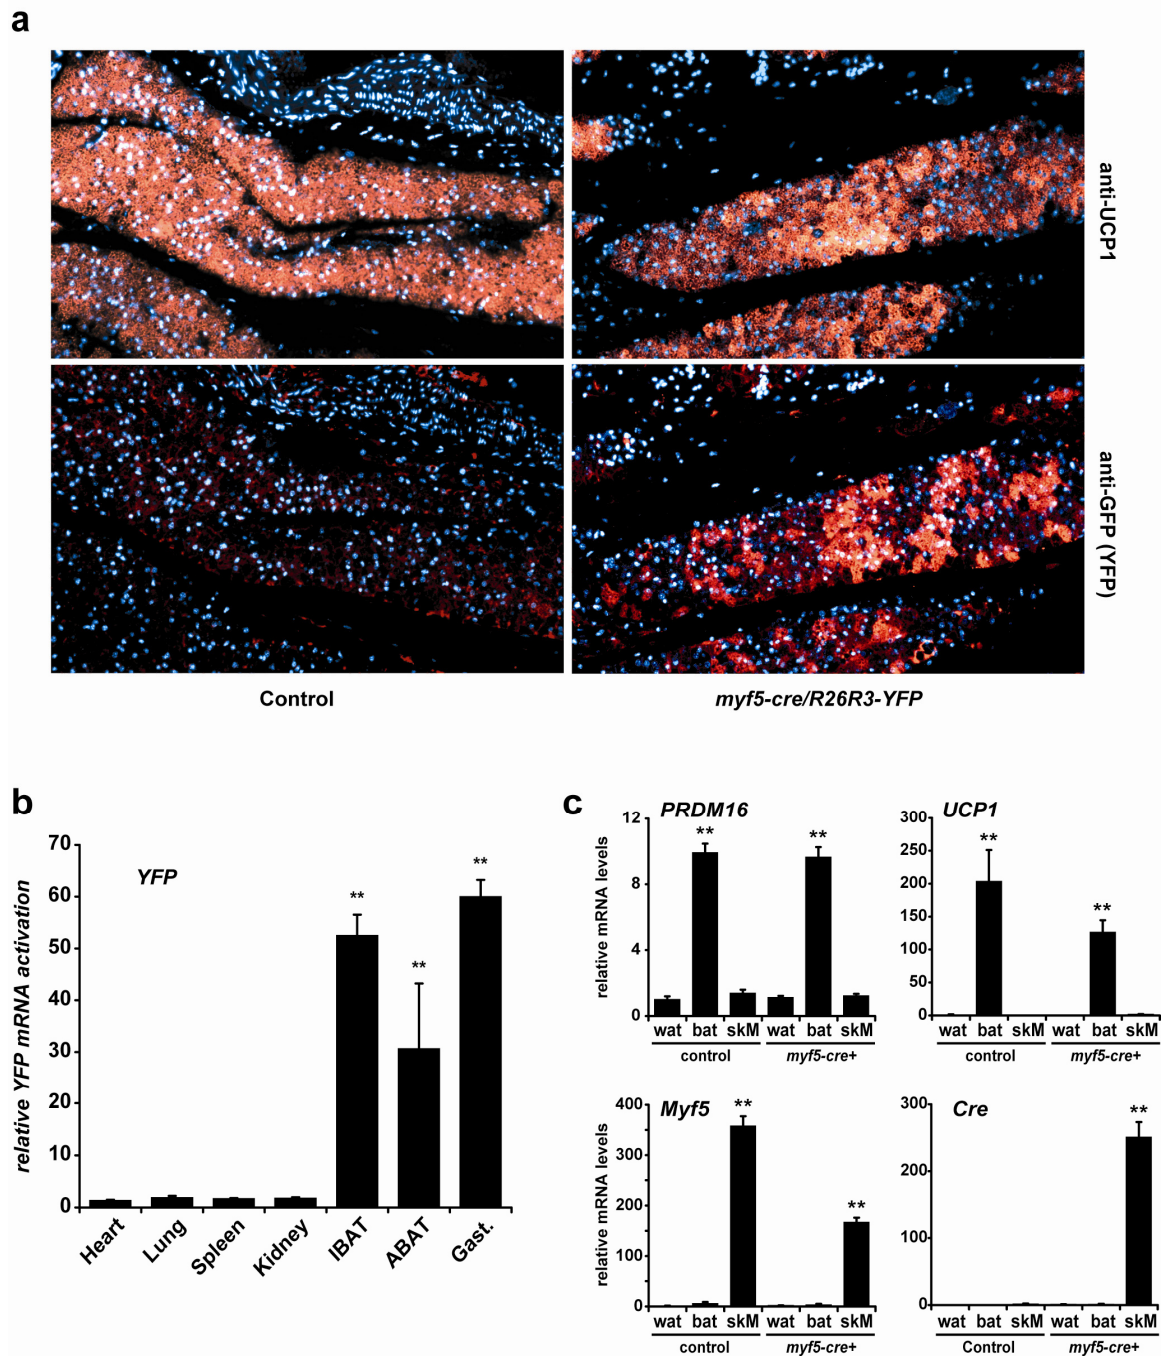 a
anti-UCP1
anti-GFP (YFP)
Control
myf5-cre/R26R3-YFP
b
relative YFP mRNA activation
70
60
50
40
30
20
10
0
YFP
** ** **
Heart Lung Spleen Kidney IBAT ABAT Gast.
c
PRDM16
relative mRNA levels
12
8
4
0
** **
wat bat skM wat bat skM
control myf5-cre+
UCP1
300
250
200
150
100
50
0
** **
wat bat skM wat bat skM
control myf5-cre+
Myf5
relative mRNA levels
400
300
200
100
0
** **
wat bat skM wat bat skM
control myf5-cre+
Cre
300
200
100
0
**
wat bat skM wat bat skM
Control myf5-cre+